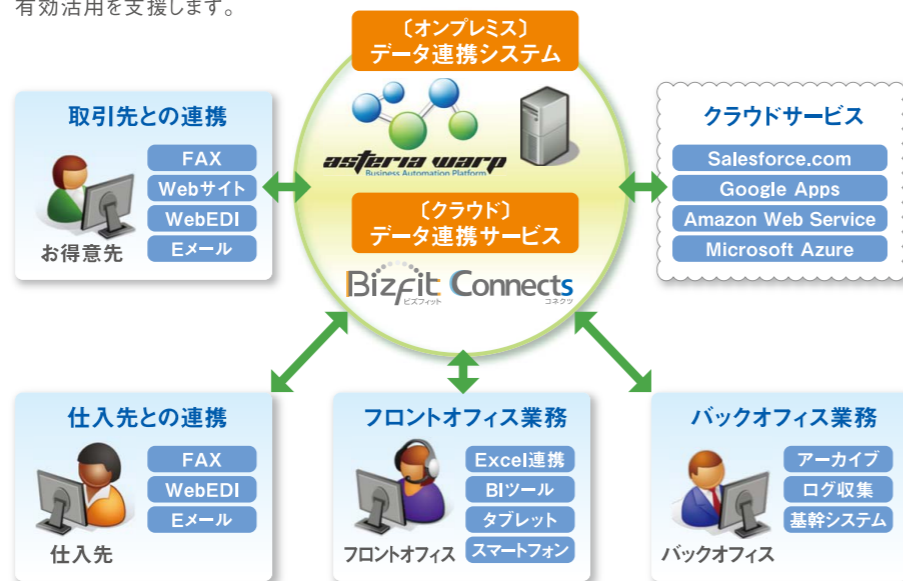 有効活用を支援します。
〔オンプレミス〕
データ連携システム
asteria warp
Business Automation Platform
〔クラウド〕
データ連携サービス
Bizfit Connects
ビズフィット コネクツ
取引先との連携
FAX
Webサイト
WebEDI
Eメール
お得意先
クラウドサービス
Salesforce.com
Google Apps
Amazon Web Service
Microsoft Azure
仕入先との連携
FAX
WebEDI
Eメール
仕入先
フロントオフィス業務
Excel連携
BIツール
タブレット
スマートフォン
フロントオフィス
バックオフィス業務
アーカイブ
ログ収集
基幹システム
バックオフィス